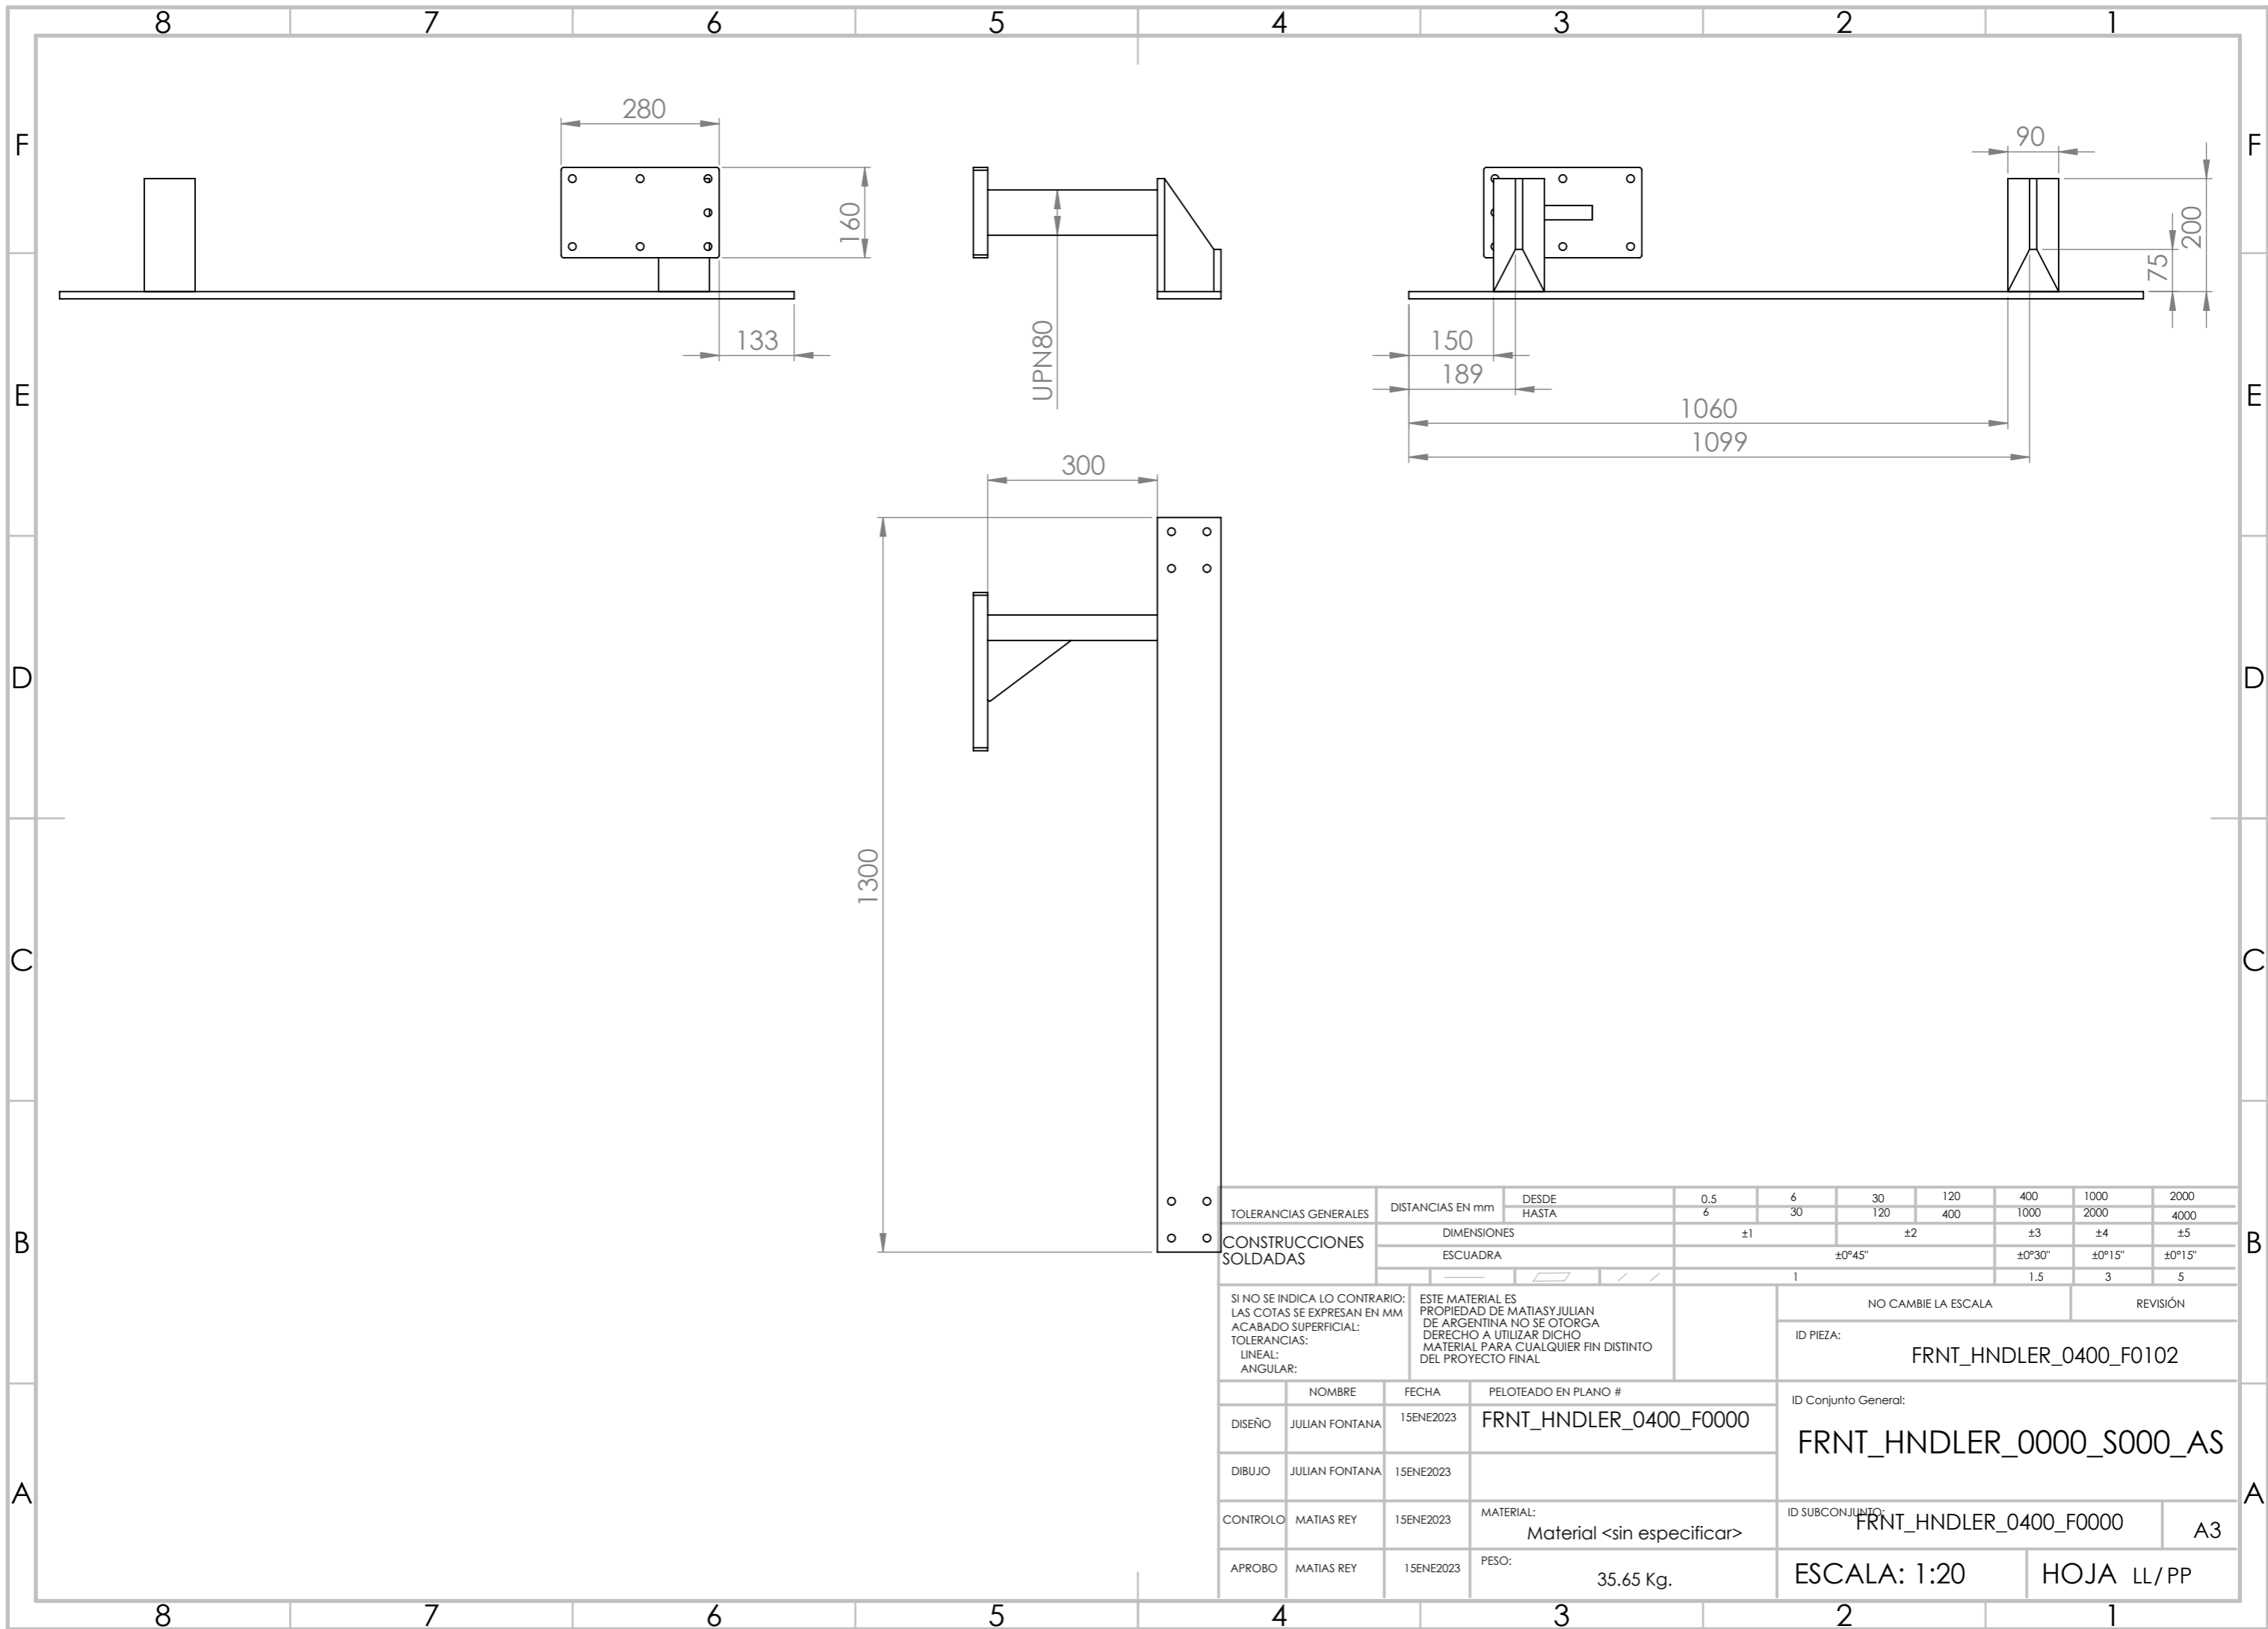 8 7 6 5 4 3 2 1
F F
E E
D D
C C
B B
A A
280
160
133
UPN80
90
200
75
150
189
1060
1099
300
1300
TOLERANCIAS GENERALES
DISTANCIAS EN mm
DESDE 0.5 6 30 120 400 1000 2000
HASTA 6 30 120 400 1000 2000 4000
CONSTRUCCIONES
SOLDADAS
DIMENSIONES ±1 ±2 ±3 ±4 ±5
ESCUADRA ±0°45" ±0°30" ±0°15" ±0°15"
1 1.5 3 5
SI NO SE INDICA LO CONTRARIO:
LAS COTAS SE EXPRESAN EN MM
ACABADO SUPERFICIAL:
TOLERANCIAS:
LINEAL:
ANGULAR:
ESTE MATERIAL ES
PROPIEDAD DE MATIASYJULIAN
DE ARGENTINA NO SE OTORGA
DERECHO A UTILIZAR DICHO
MATERIAL PARA CUALQUIER FIN DISTINTO
DEL PROYECTO FINAL
NO CAMBIE LA ESCALA
REVISIÓN
ID PIEZA:
FRNT_HNDLER_0400_F0102
NOMBRE FECHA PELOTEADO EN PLANO #
DISEÑO JULIAN FONTANA 15ENE2023 FRNT_HNDLER_0400_F0000
ID Conjunto General:
FRNT_HNDLER_0000_S000_AS
DIBUJO JULIAN FONTANA 15ENE2023
CONTROLO MATIAS REY 15ENE2023
MATERIAL:
Material <sin especificar>
ID SUBCONJUNTO:
FRNT_HNDLER_0400_F0000
A3
APROBO MATIAS REY 15ENE2023
PESO:
35.65 Kg.
ESCALA: 1:20
HOJA LL/PP
8 7 6 5 4 3 2 1